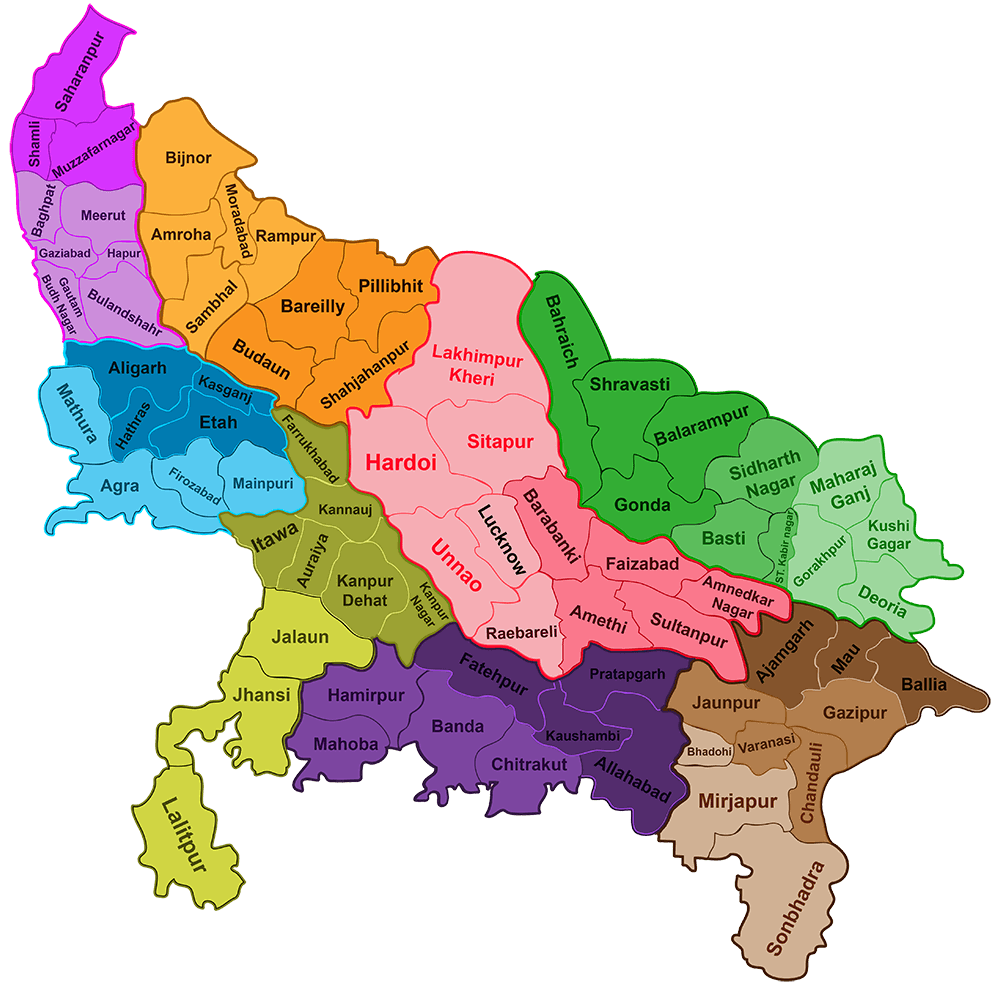 Saharanpur
Shamli
Muzzafarnagar
Baghpat
Meerut
Gaziabad
Hapur
Gautam
Budh Nagar
Bulandshahr
Bijnor
Moradabad
Amroha
Rampur
Sambhal
Pillibhit
Bareilly
Budaun
Shahjahanpur
Aligarh
Kasganj
Mathura
Hathras
Etah
Agra
Firozabad
Mainpuri
Farrukhabad
Kannauj
Itawa
Auraiya
Kanpur
Dehat
Kanpur
Nagar
Lakhimpur
Kheri
Sitapur
Hardoi
Lucknow
Unnao
Raebareli
Barabanki
Faizabad
Amnedkar
Nagar
Amethi
Sultanpur
Bahraich
Shravasti
Balarampur
Gonda
Sidharth
Nagar
Basti
ST. Kabir nagar
Maharaj
Ganj
Kushi
Gagar
Gorakhpur
Deoria
Jalaun
Jhansi
Lalitpur
Hamirpur
Mahoba
Banda
Chitrakut
Fatehpur
Pratapgarh
Kaushambi
Allahabad
Ajamgarh
Mau
Ballia
Jaunpur
Gazipur
Bhadohi
Varanasi
Chandauli
Mirjapur
Sonbhadra